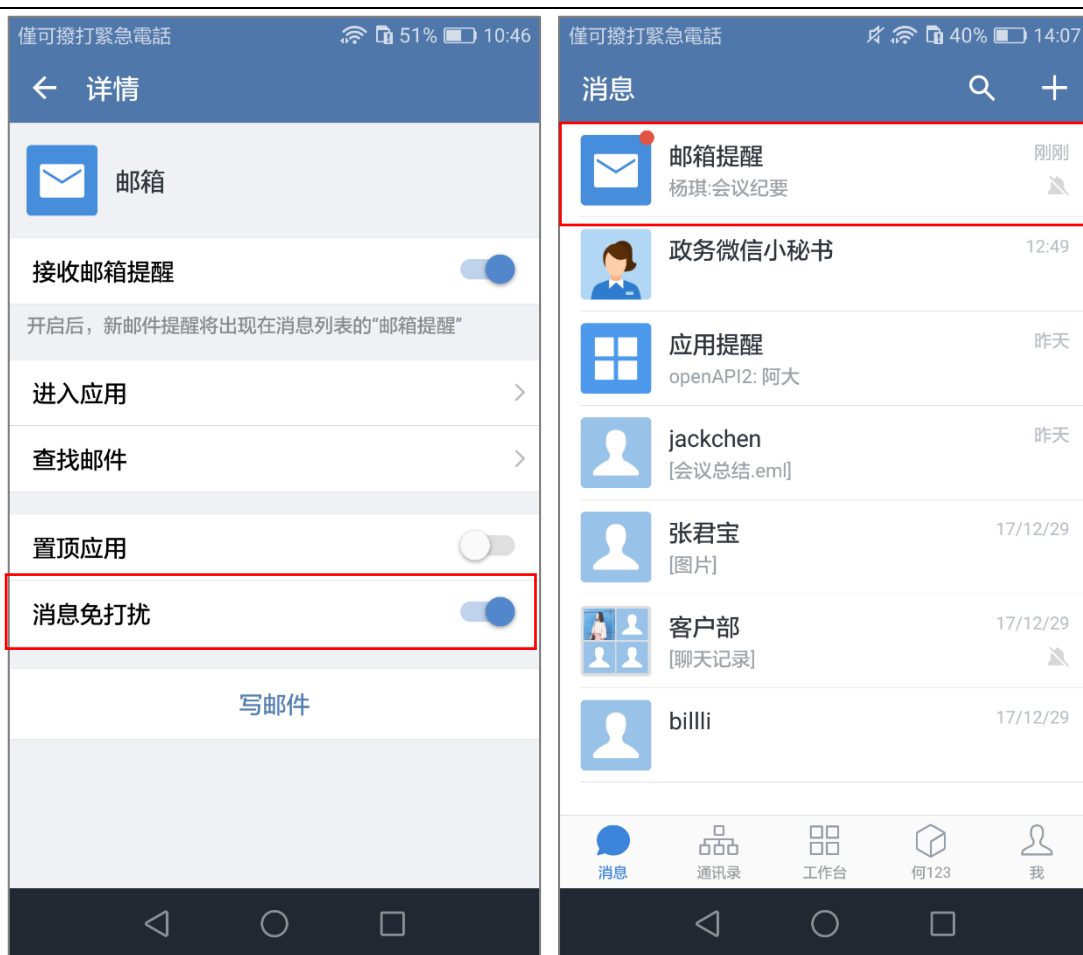 僅可撥打緊急電話 51% 10:46
详情
邮箱
接收邮箱提醒
开启后，新邮件提醒将出现在消息列表的“邮箱提醒”
进入应用
查找邮件
置顶应用
消息免打扰
写邮件
僅可撥打緊急電話 40% 14:07
消息
邮箱提醒 刚刚
杨琪:会议纪要
政务微信小秘书 12:49
应用提醒 昨天
openAPI2: 阿大
jackchen 昨天
[会议总结.eml]
张君宝 17/12/29
[图片]
客户部 17/12/29
[聊天记录]
billli 17/12/29
消息 通讯录 工作台 何123 我